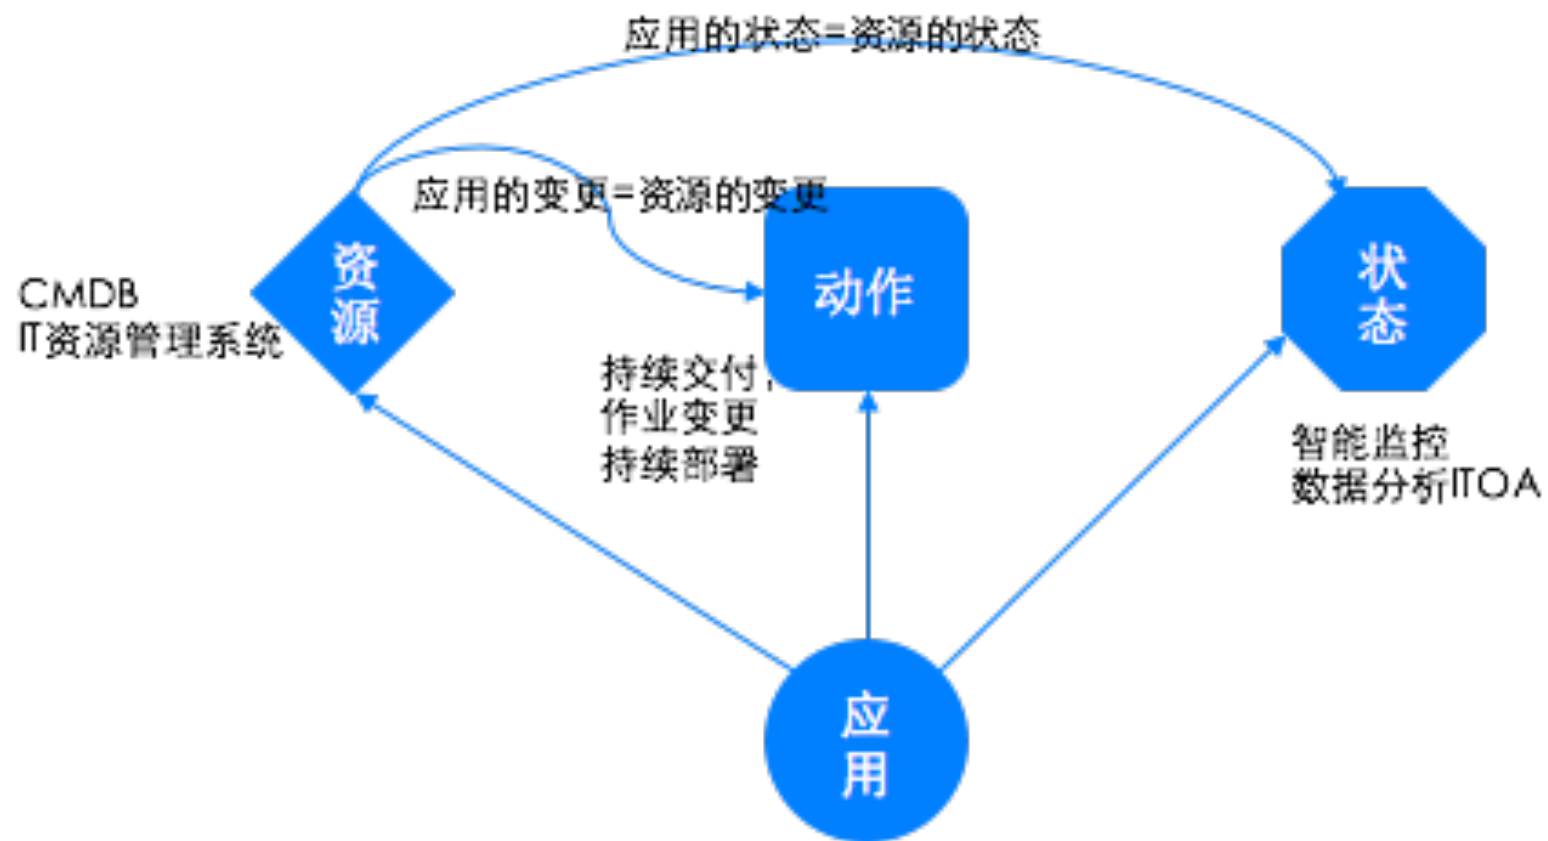 应用的状态=资源的状态
应用的变更=资源的变更
资
源
CMDB
IT资源管理系统
动作
持续交付，
作业变更
持续部署
状
态
智能监控
数据分析ITOA
应
用